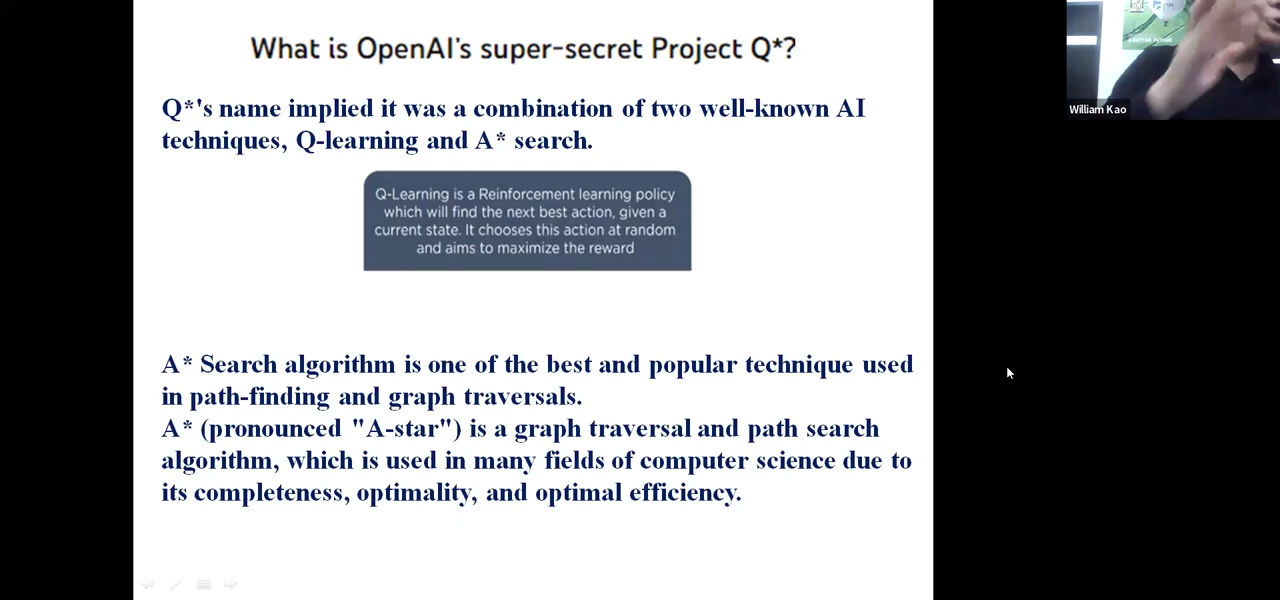 What is OpenAI's super-secret Project Q*?
Q*'s name implied it was a combination of two well-known AI
techniques, Q-learning and A* search.
Q-Learning is a Reinforcement learning policy
which will find the next best action, given a
current state. It chooses this action at random
and aims to maximize the reward
A* Search algorithm is one of the best and popular technique used
in path-finding and graph traversals.
A* (pronounced "A-star") is a graph traversal and path search
algorithm, which is used in many fields of computer science due to
its completeness, optimality, and optimal efficiency.
William Kao